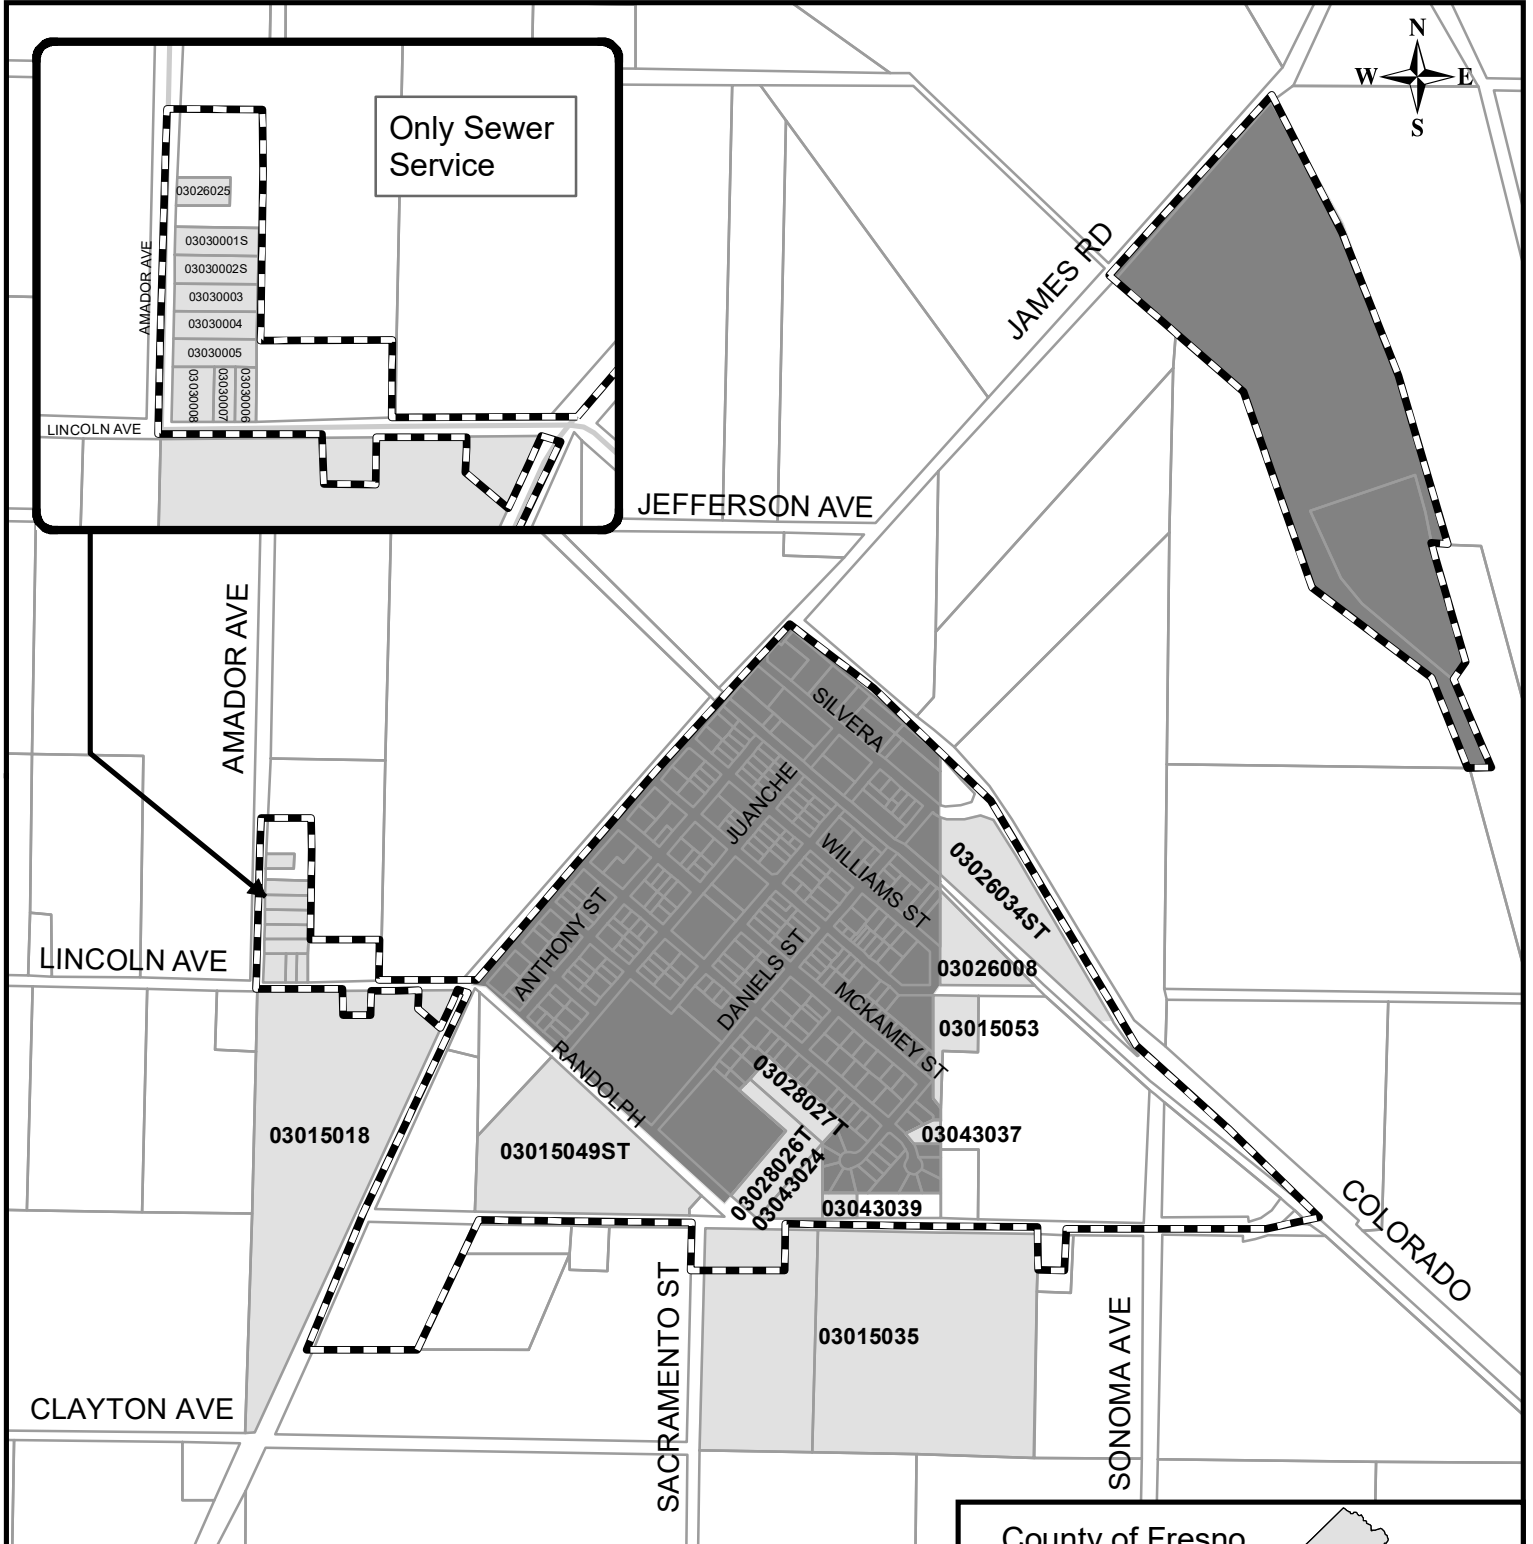 N
W E
S
Only Sewer
Service
03026025
03030001S
03030002S
03030003
03030004
03030005
03030008
03030007
03030006
AMADOR AVE
LINCOLN AVE
JAMES RD
JEFFERSON AVE
AMADOR AVE
SILVERA
JUANCHE
WILLIAMS ST
03026034ST
ANTHONY ST
LINCOLN AVE
DANIELS ST
03026008
MCKAMEY ST
03015053
RANDOLPH
03028027T
03015018
03015049ST
03043037
03028026T
03043024
03043039
COLORADO
SACRAMENTO ST
03015035
SONOMA AVE
CLAYTON AVE
County of Fresno